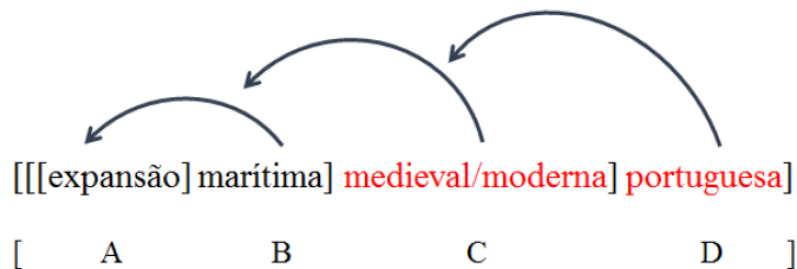 [[[expansão] marítima] medieval/moderna] portuguesa]
[ A B C D ]